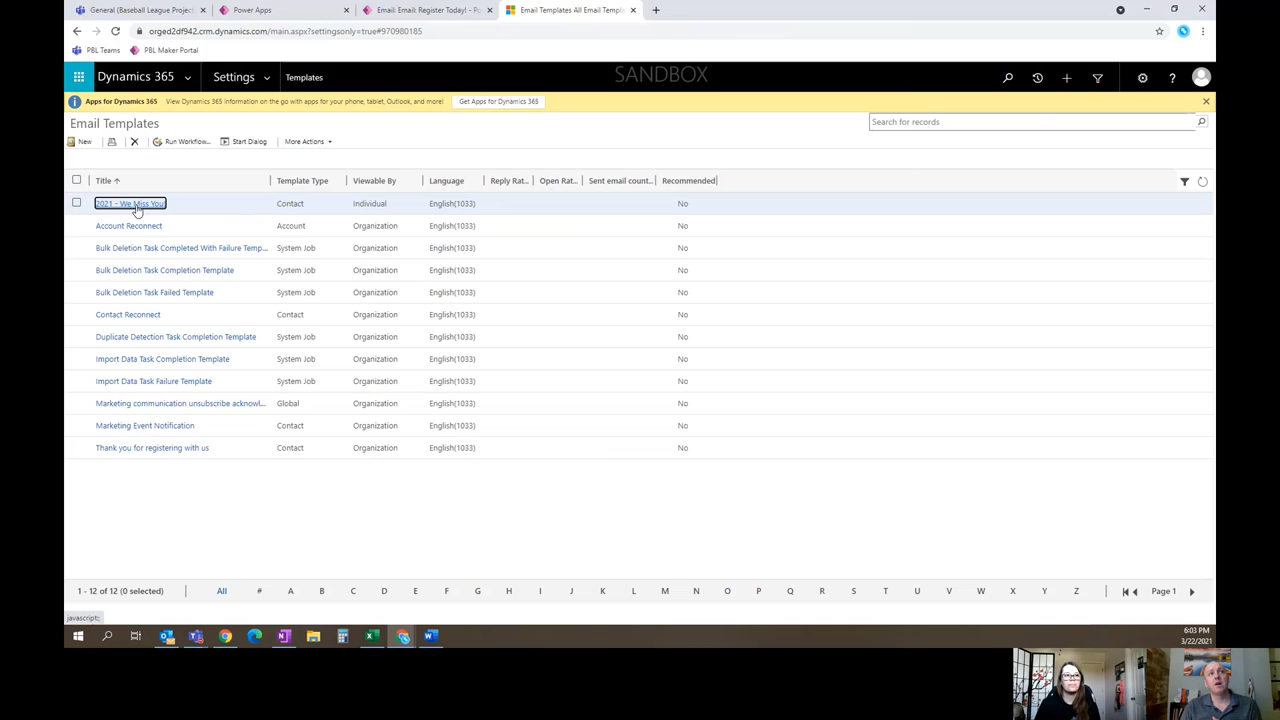 General (Baseball League Projec
Power Apps
Email: Email: Register Today! - Po
Email Templates All Email Templat
orged2df942.crm.dynamics.com/main.aspx?settingsonly=true#970980185
PBL Teams
PBL Maker Portal
Dynamics 365
Settings
Templates
SANDBOX
Apps for Dynamics 365
View Dynamics 365 Information on the go with apps for your phone, tablet, Outlook, and more!
Get Apps for Dynamics 365
Email Templates
Search for records
New
Run Workflow...
Start Dialog
More Actions
Title Template Type Viewable By Language Reply Rat... Open Rat... Sent email count... Recommended
2021 - We Miss You! Contact Individual English(1033) No
Account Reconnect Account Organization English(1033) No
Bulk Deletion Task Completed With Failure Temp... System Job Organization English(1033) No
Bulk Deletion Task Completion Template System Job Organization English(1033) No
Bulk Deletion Task Failed Template System Job Organization English(1033) No
Contact Reconnect Contact Organization English(1033) No
Duplicate Detection Task Completion Template System Job Organization English(1033) No
Import Data Task Completion Template System Job Organization English(1033) No
Import Data Task Failure Template System Job Organization English(1033) No
Marketing communication unsubscribe acknowl... Global Organization English(1033) No
Marketing Event Notification Contact Organization English(1033) No
Thank you for registering with us Contact Organization English(1033) No
1 - 12 of 12 (0 selected)
All # A B C D E F G H I J K L M N O P Q R S T U V W X Y Z
Page 1
javascript:;
6:03 PM
3/22/2021